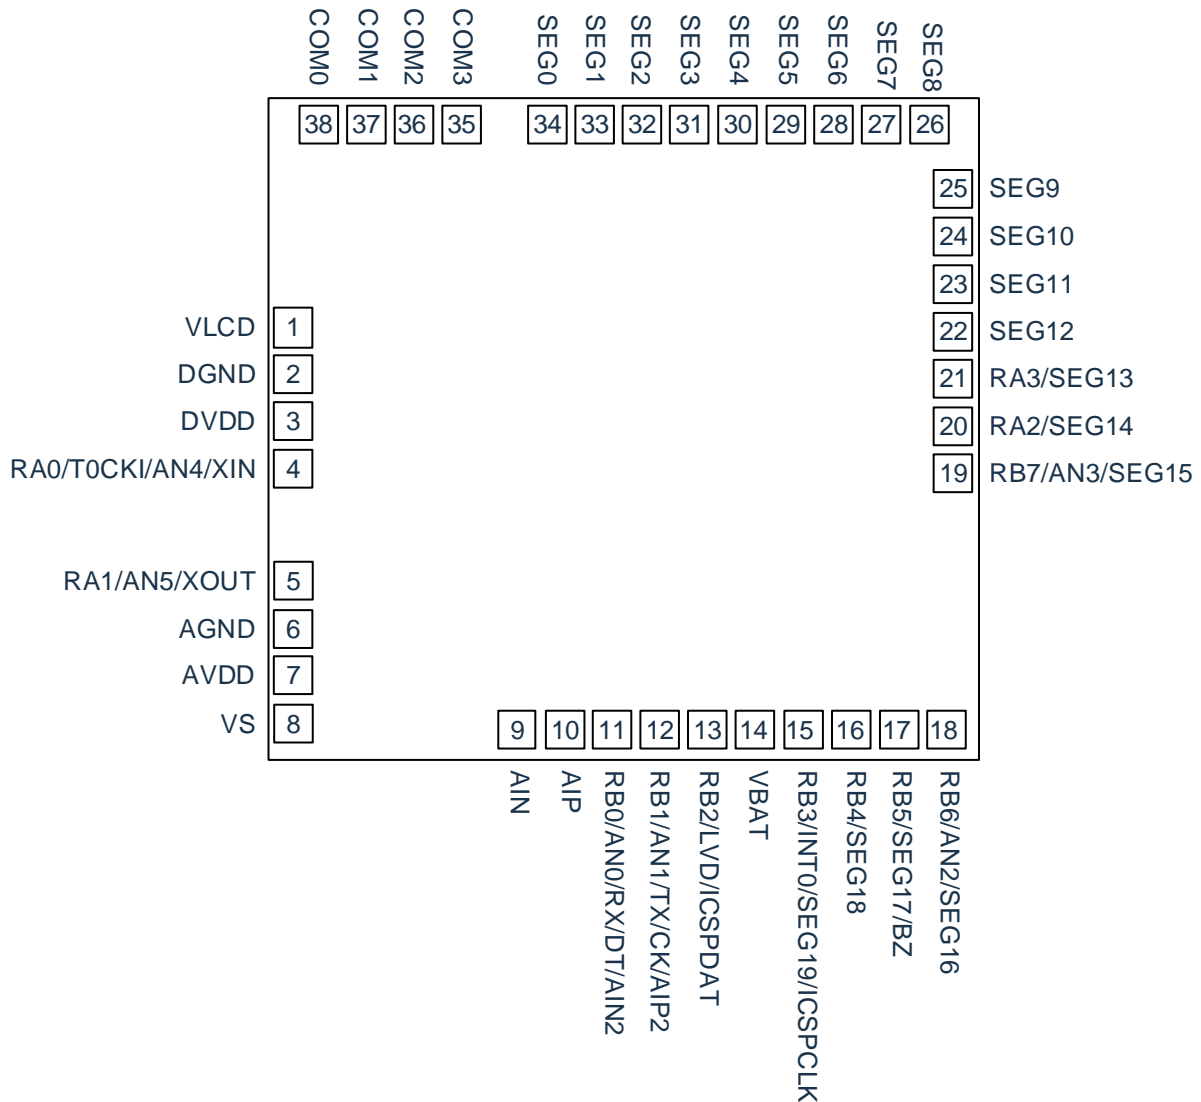 COM0
COM1
COM2
COM3
SEG0
SEG1
SEG2
SEG3
SEG4
SEG5
SEG6
SEG7
SEG8
38
37
36
35
34
33
32
31
30
29
28
27
26
25 SEG9
24 SEG10
23 SEG11
22 SEG12
21 RA3/SEG13
20 RA2/SEG14
19 RB7/AN3/SEG15
VLCD 1
DGND 2
DVDD 3
RA0/T0CKI/AN4/XIN 4
RA1/AN5/XOUT 5
AGND 6
AVDD 7
VS 8
9
10
11
12
13
14
15
16
17
18
AIN
AIP
RB0/AN0/RX/DT/AIN2
RB1/AN1/TX/CK/AIP2
RB2/LVD/ICSPDAT
VBAT
RB3/INT0/SEG19/ICSPCLK
RB4/SEG18
RB5/SEG17/BZ
RB6/AN2/SEG16